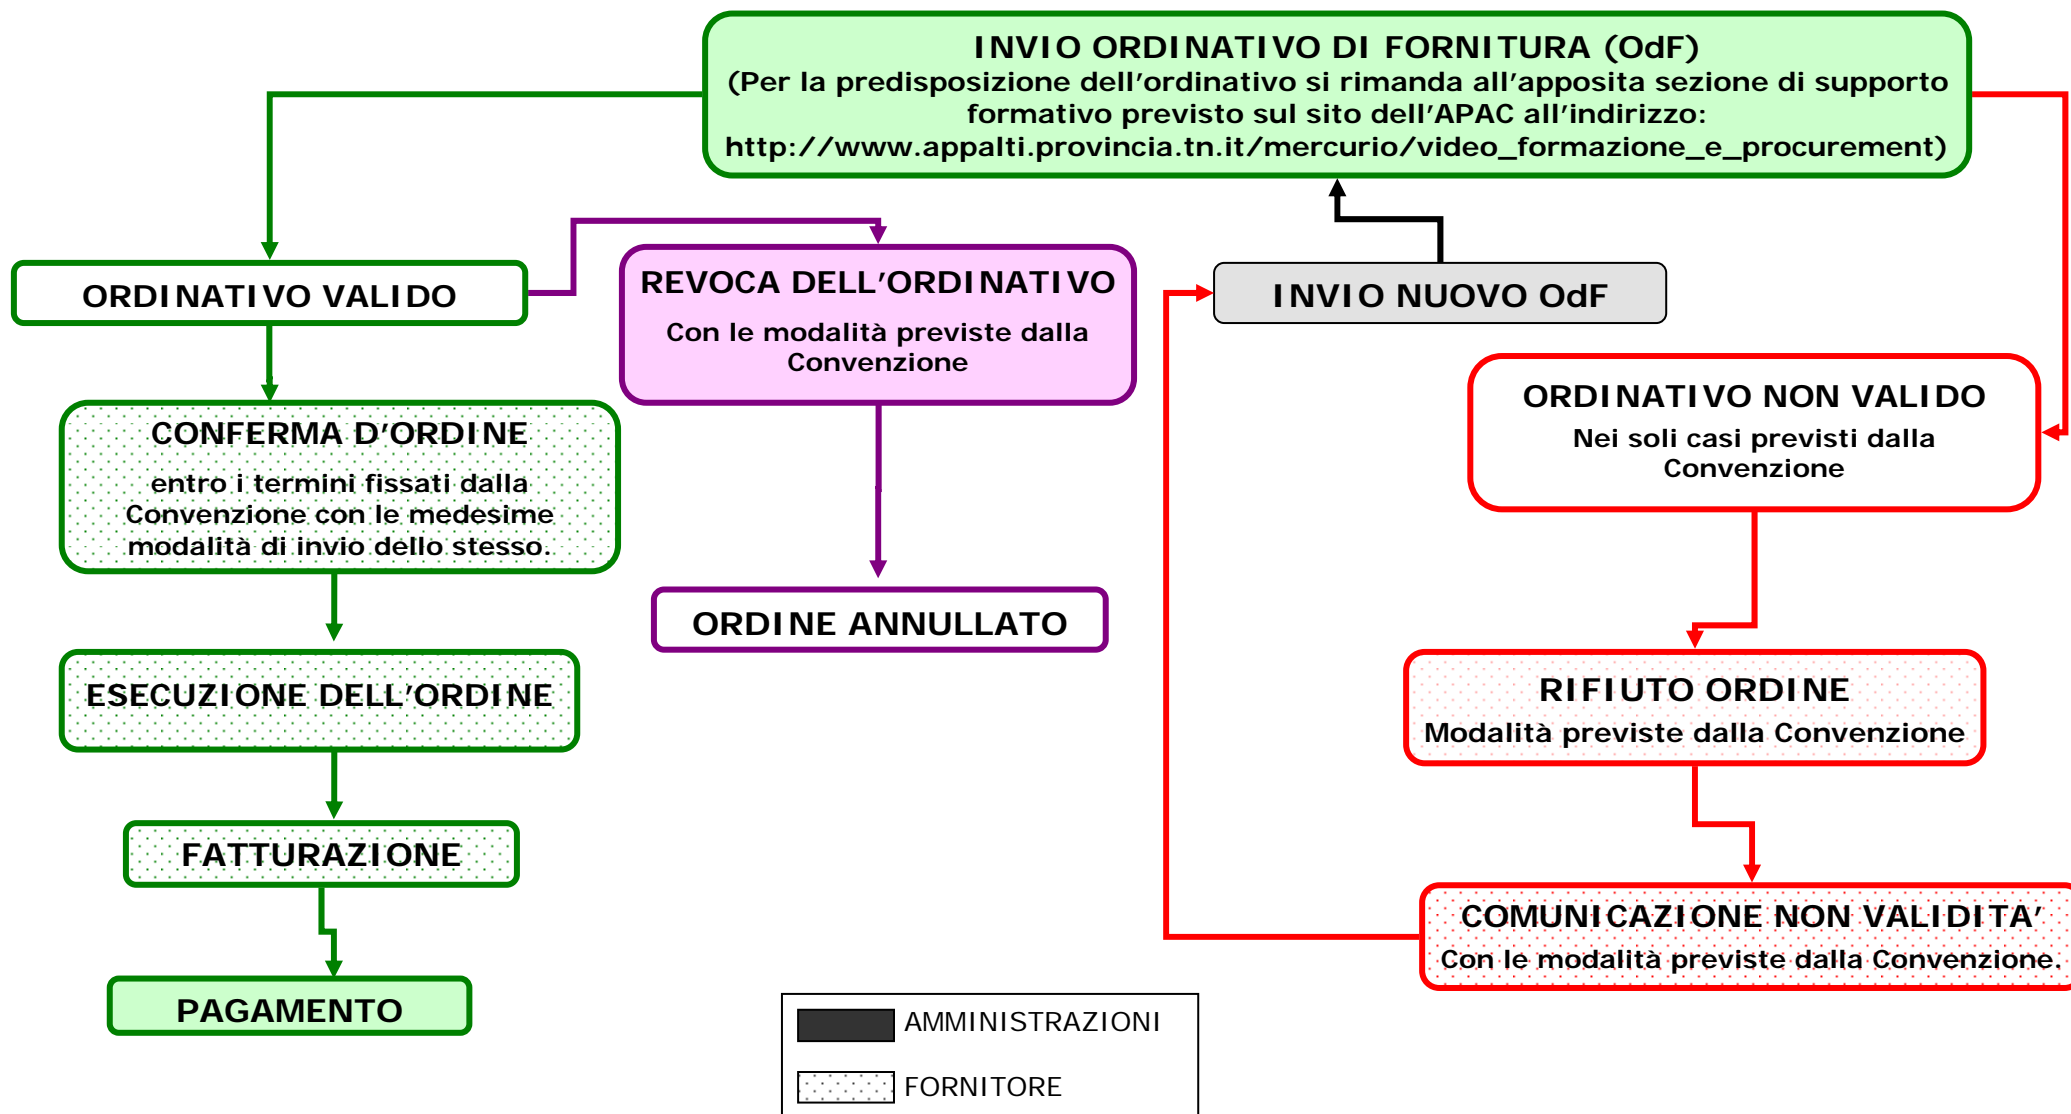 INVIO ORDINATIVO DI FORNITURA (OdF)
(Per la predisposizione dell'ordinativo si rimanda all'apposita sezione di supporto
formativo previsto sul sito dell'APAC all'indirizzo:
http://www.appalti.provincia.tn.it/mercurio/video_formazione_e_procurement)
ORDINATIVO VALIDO
REVOCA DELL'ORDINATIVO
Con le modalità previste dalla
Convenzione
INVIO NUOVO OdF
ORDINATIVO NON VALIDO
Nei soli casi previsti dalla
Convenzione
CONFERMA D'ORDINE
entro i termini fissati dalla
Convenzione con le medesime
modalità di invio dello stesso.
ORDINE ANNULLATO
ESECUZIONE DELL'ORDINE
RIFIUTO ORDINE
Modalità previste dalla Convenzione
FATTURAZIONE
COMUNICAZIONE NON VALIDITA'
Con le modalità previste dalla Convenzione.
PAGAMENTO
AMMINISTRAZIONI
FORNITORE